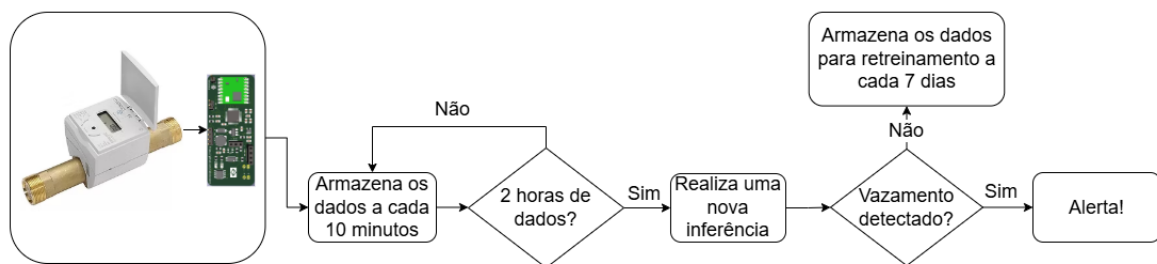 Armazena os dados
para retreinamento a
cada 7 dias
Não
Não
Armazena os
dados a cada
10 minutos
2 horas de
dados?
Sim
Realiza uma
nova
inferência
Vazamento
detectado?
Sim
Alerta!